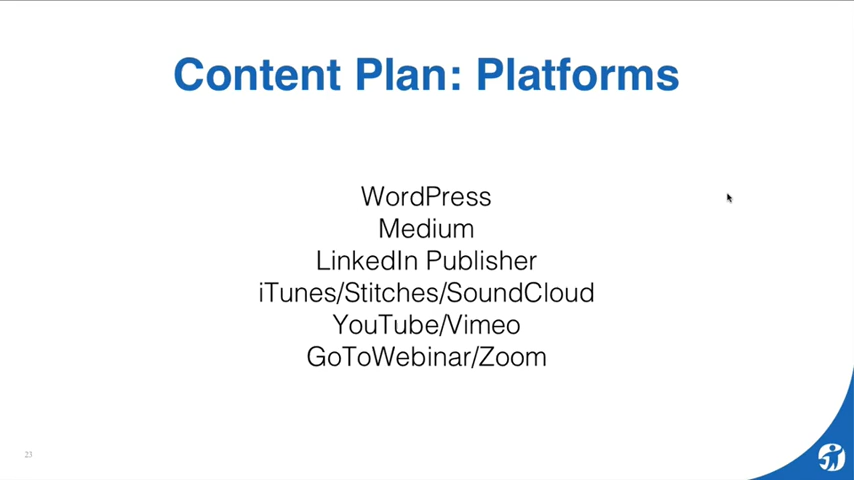 Content Plan: Platforms
WordPress
Medium
LinkedIn Publisher
iTunes/Stitches/SoundCloud
YouTube/Vimeo
GoToWebinar/Zoom
23